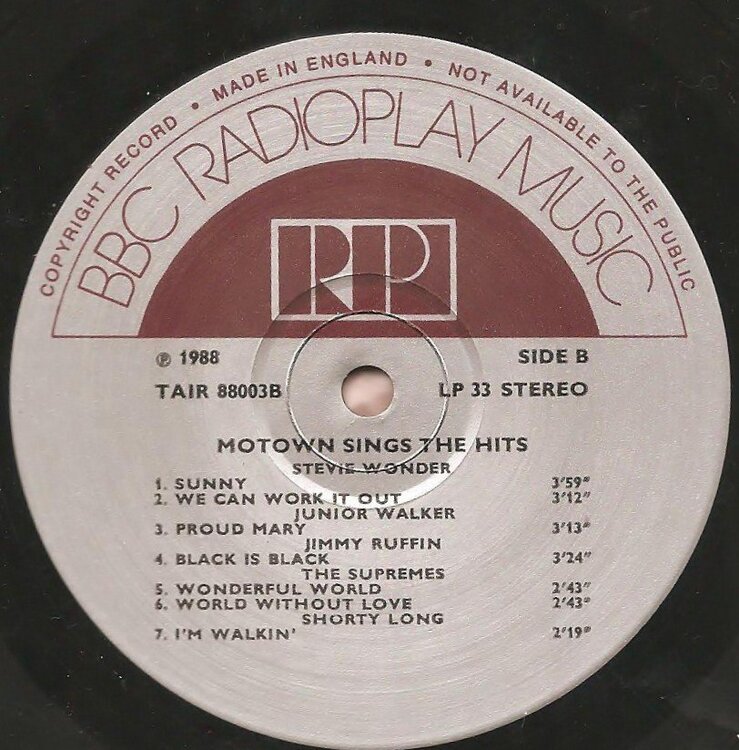 COPYRIGHT RECORD • MADE IN ENGLAND • NOT AVAILABLE TO THE PUBLIC
BBC RADIOPLAY MUSIC
RP
℗ 1988 SIDE B
TAIR 88003B LP 33 STEREO
MOTOWN SINGS THE HITS
STEVIE WONDER
1. SUNNY 3'59"
2. WE CAN WORK IT OUT 3'12"
JUNIOR WALKER
3. PROUD MARY 3'13"
JIMMY RUFFIN
4. BLACK IS BLACK 3'24"
THE SUPREMES
5. WONDERFUL WORLD 2'43"
6. WORLD WITHOUT LOVE 2'43"
SHORTY LONG
7. I'M WALKIN' 2'19"